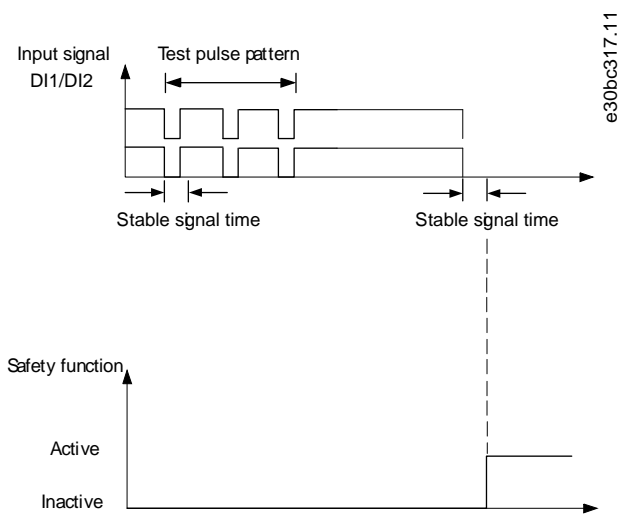 Input signal
DI1/DI2
Test pulse pattern
e30bc317.11
Stable signal time
Stable signal time
Safety function
Active
Inactive